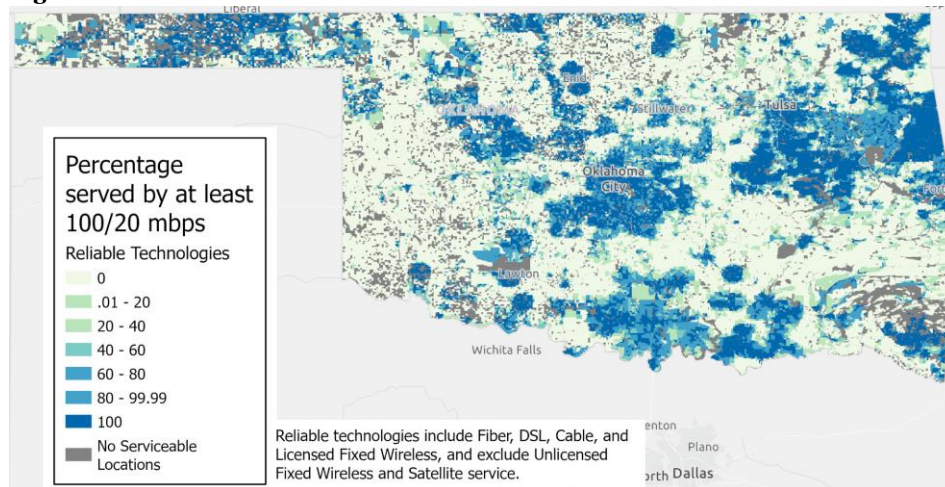 Liberal
Enid
OKLAHOMA
Stillwater
Tulsa
Oklahoma
City
Lawton
Wichita Falls
Plano
Dallas
Percentage
served by at least
100/20 mbps
Reliable Technologies
0
.01 - 20
20 - 40
40 - 60
60 - 80
80 - 99.99
100
No Serviceable
Locations
Reliable technologies include Fiber, DSL, Cable, and
Licensed Fixed Wireless, and exclude Unlicensed
Fixed Wireless and Satellite service.